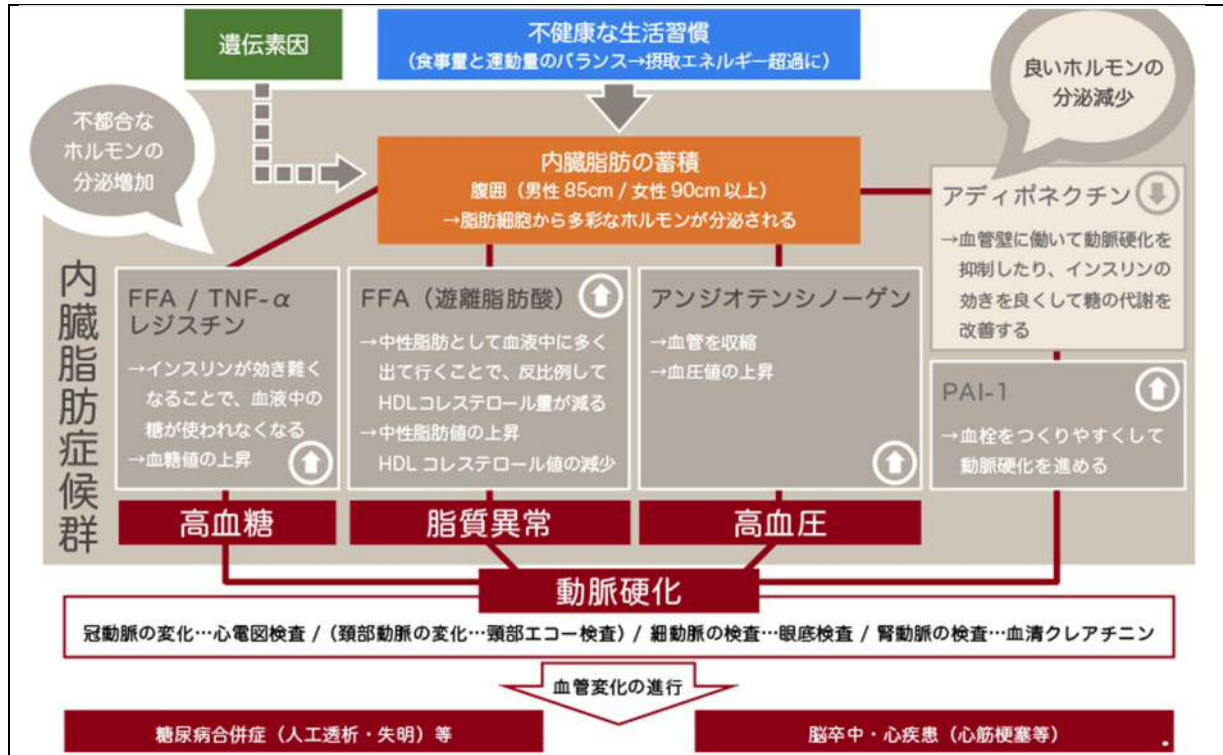 遺伝素因
不健康な生活習慣
(食事量と運動量のバランス→摂取エネルギー超過に)
良いホルモンの
分泌減少
不都合な
ホルモンの
分泌増加
内臓脂肪の蓄積
腹囲(男性 85cm / 女性 90cm 以上)
→脂肪細胞から多彩なホルモンが分泌される
内臓脂肪症候群
FFA / TNF-α
レジスチン
→インスリンが効き難く
なることで、血液中の
糖が使われなくなる
→血糖値の上昇
FFA(遊離脂肪酸)
→中性脂肪として血液中に多く
出て行くことで、反比例して
HDLコレステロール量が減る
→中性脂肪値の上昇
HDL コレステロール値の減少
アンジオテンシノーゲン
→血管を収縮
→血圧値の上昇
アディポネクチン
→血管壁に働いて動脈硬化を
抑制したり、インスリンの
効きを良くして糖の代謝を
改善する
PAI-1
→血栓をつくりやすくして
動脈硬化を進める
高血糖
脂質異常
高血圧
動脈硬化
冠動脈の変化…心電図検査 / (頚部動脈の変化…頸部エコー検査) / 細動脈の検査…眼底検査 / 腎動脈の検査…血清クレアチニン
血管変化の進行
糖尿病合併症(人工透析・失明)等
脳卒中・心疾患(心筋梗塞等)